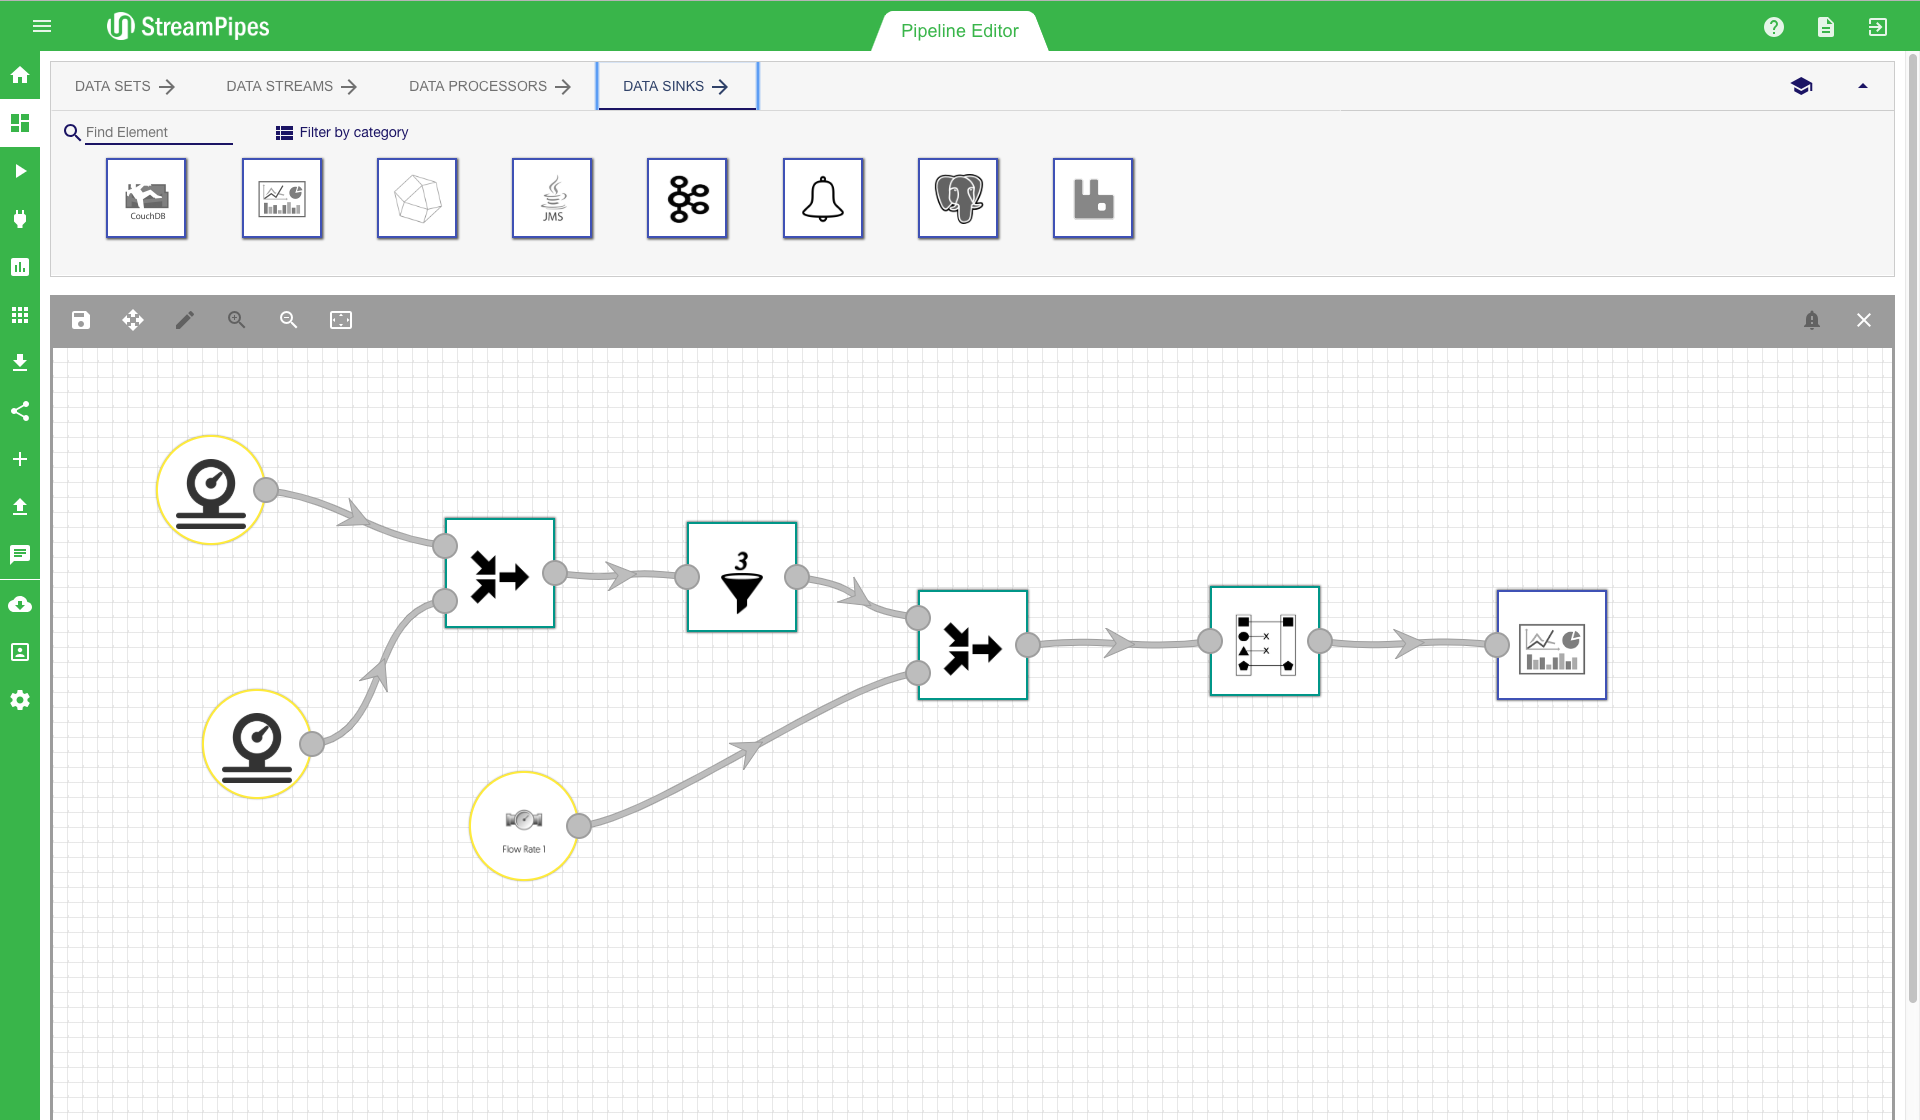 StreamPipes
Pipeline Editor
DATA SETS
DATA STREAMS
DATA PROCESSORS
DATA SINKS
Find Element
Filter by category
CouchDB
JMS
3
Flow Rate 1